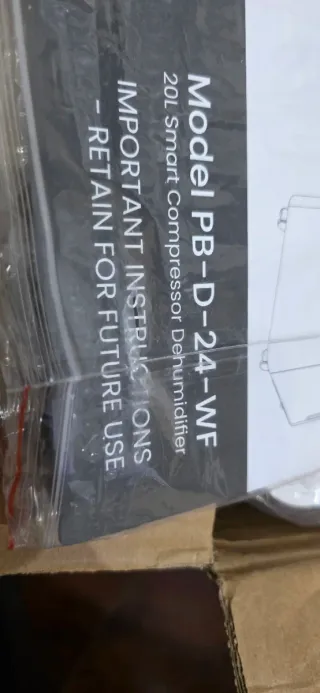 Model PB-D-24-WF
20L Smart Compressor Dehumidifier
IMPORTANT INSTRUCTIONS
- RETAIN FOR FUTURE USE